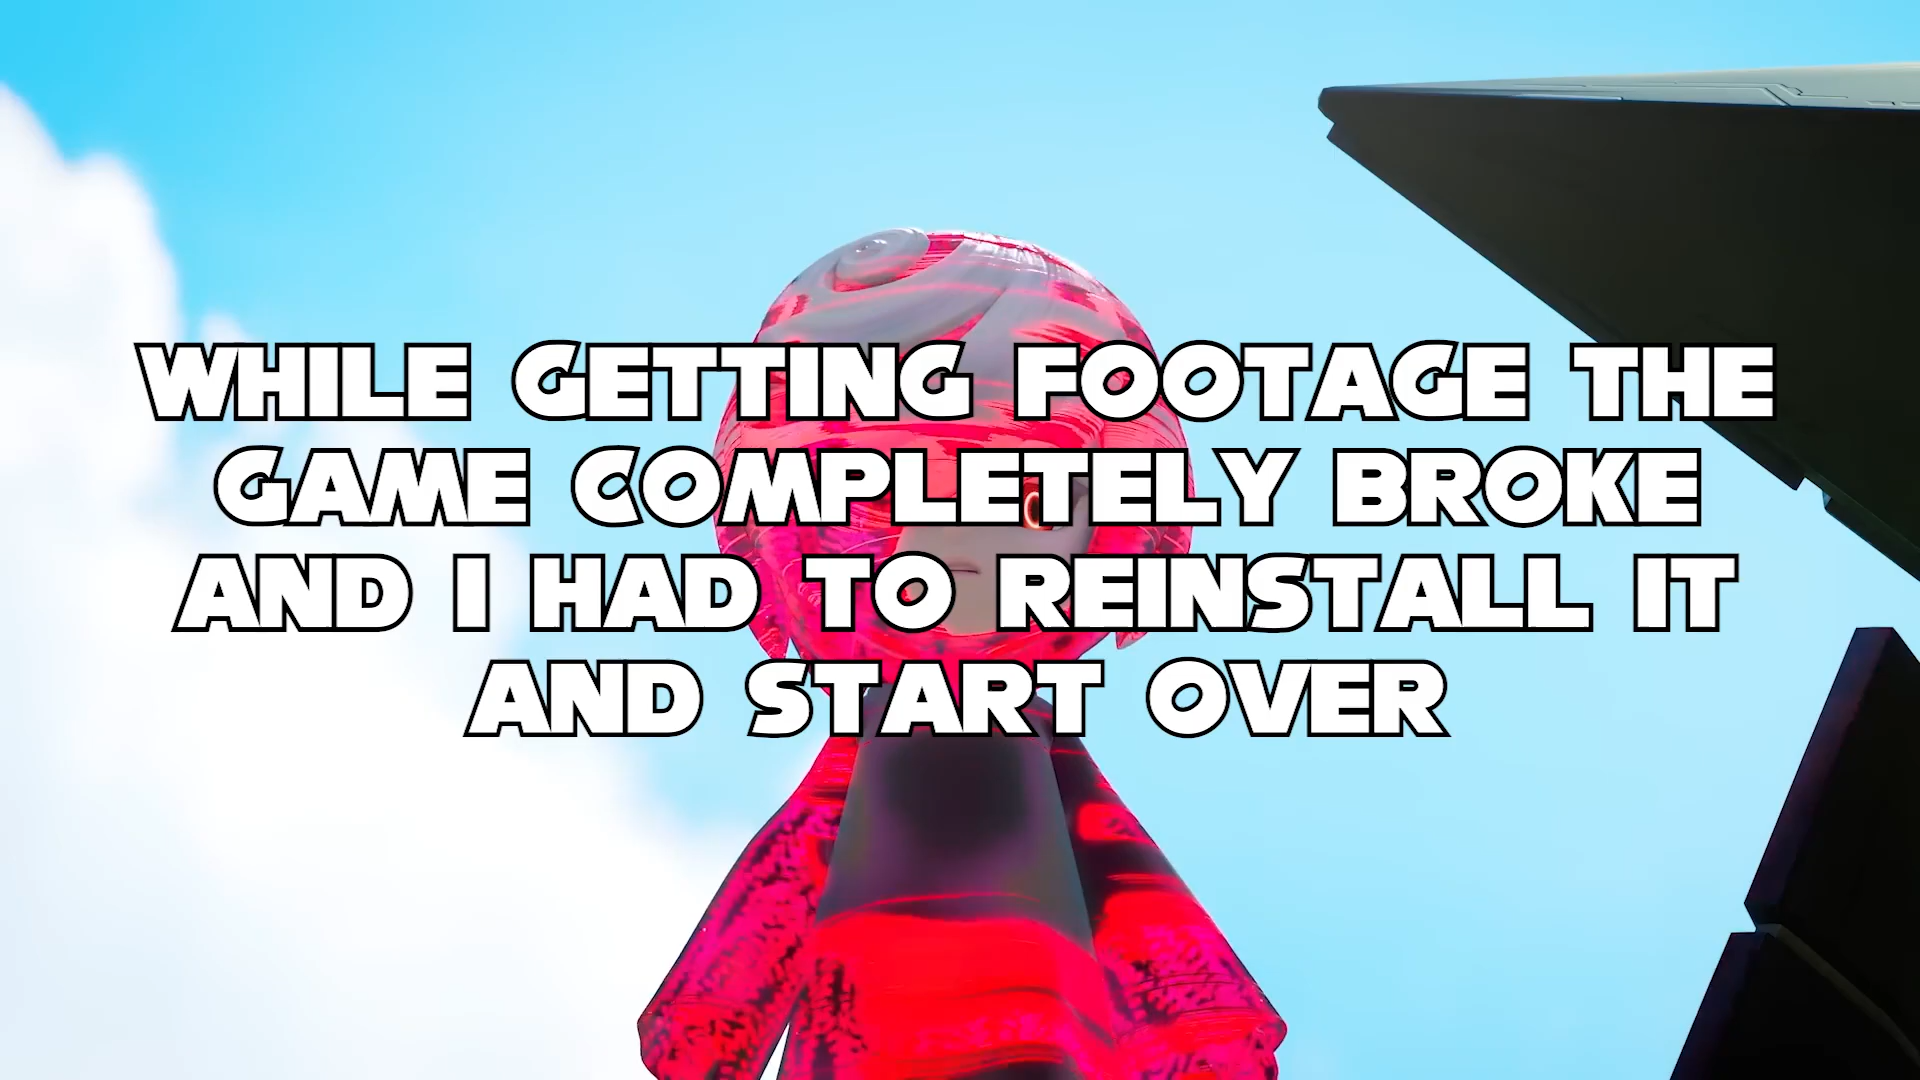 WHILE GETTING FOOTAGE THE
GAME COMPLETELY BROKE
AND I HAD TO REINSTALL IT
AND START OVER